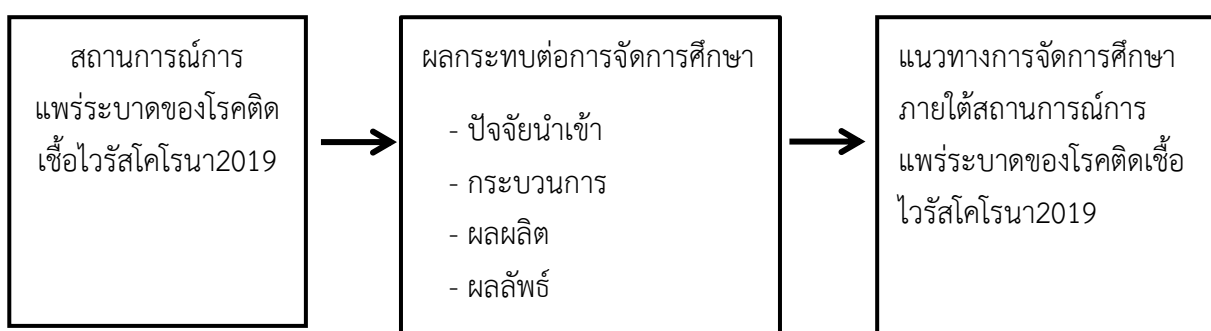 สถานการณ์การ
แพร่ระบาดของโรคติด
เชื้อไวรัสโคโรนา2019
ผลกระทบต่อการจัดการศึกษา
- ปัจจัยนำเข้า
- กระบวนการ
- ผลผลิต
- ผลลัพธ์
แนวทางการจัดการศึกษา
ภายใต้สถานการณ์การ
แพร่ระบาดของโรคติดเชื้อ
ไวรัสโคโรนา2019